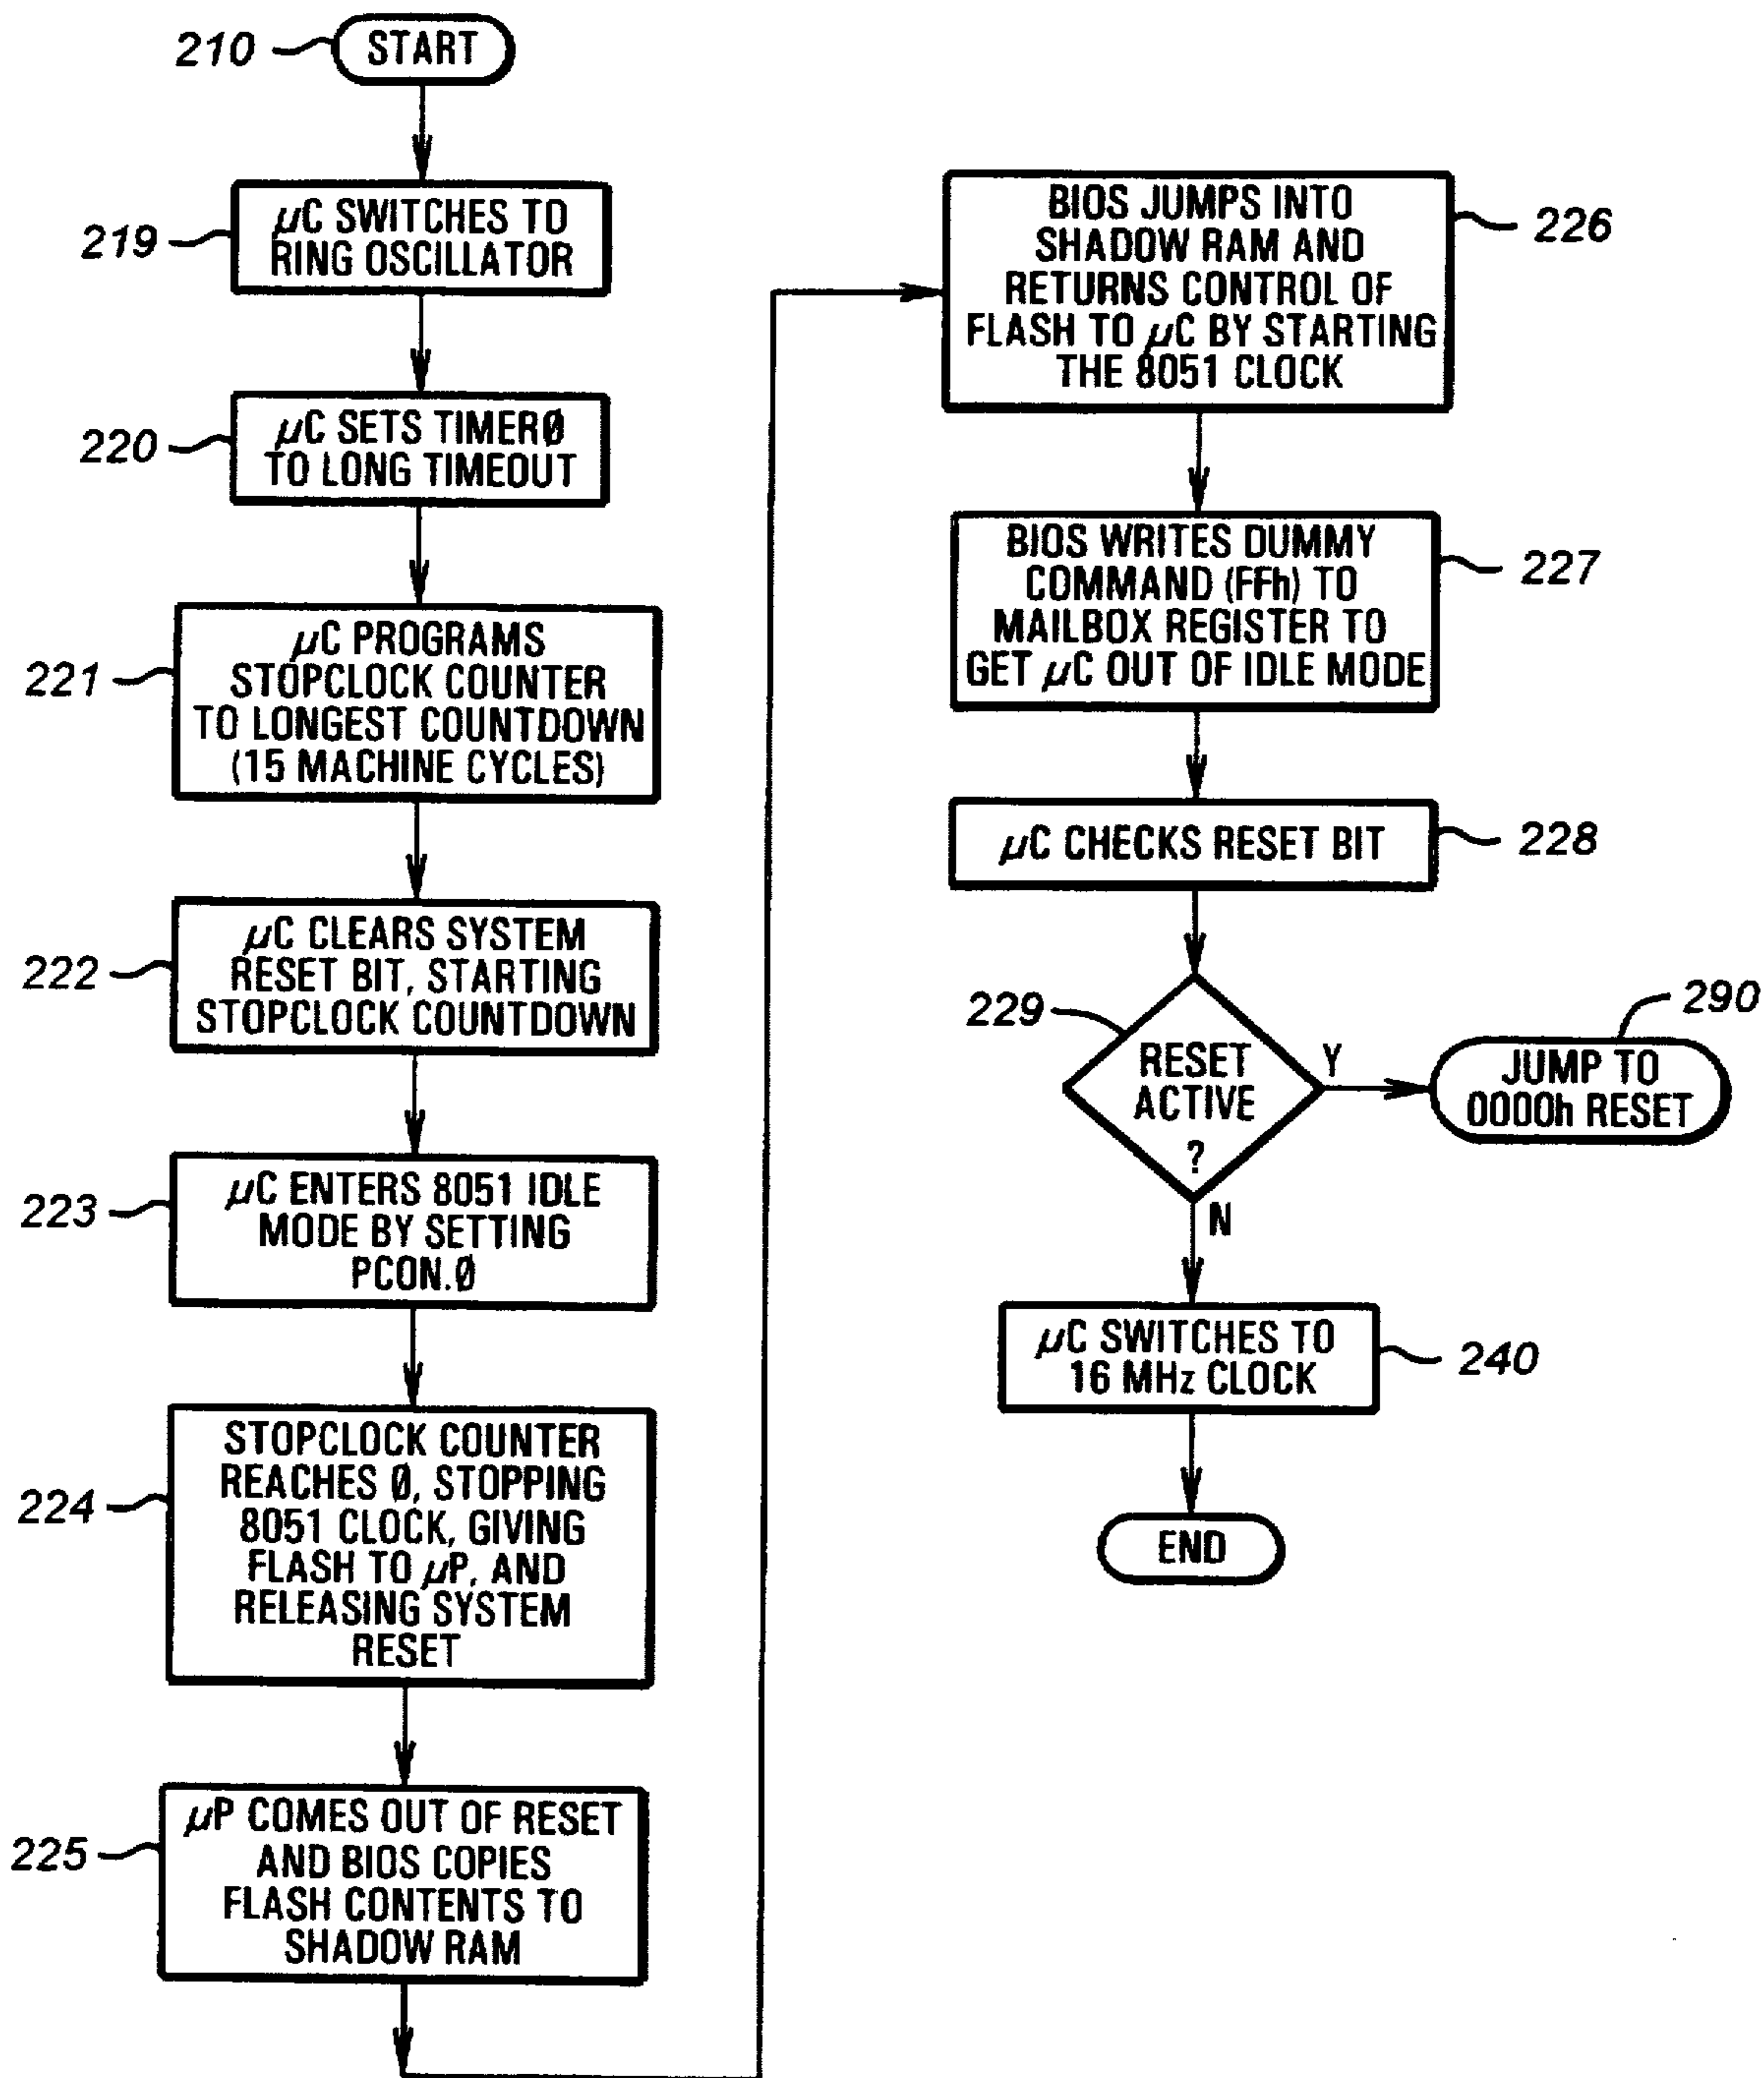 210
START
219
µC SWITCHES TO
RING OSCILLATOR
220
µC SETS TIMERØ
TO LONG TIMEOUT
221
µC PROGRAMS
STOPCLOCK COUNTER
TO LONGEST COUNTDOWN
(15 MACHINE CYCLES)
222
µC CLEARS SYSTEM
RESET BIT, STARTING
STOPCLOCK COUNTDOWN
223
µC ENTERS 8051 IDLE
MODE BY SETTING
PCON.Ø
224
STOPCLOCK COUNTER
REACHES Ø, STOPPING
8051 CLOCK, GIVING
FLASH TO µP, AND
RELEASING SYSTEM
RESET
225
µP COMES OUT OF RESET
AND BIOS COPIES
FLASH CONTENTS TO
SHADOW RAM
BIOS JUMPS INTO
SHADOW RAM AND
RETURNS CONTROL OF
FLASH TO µC BY STARTING
THE 8051 CLOCK
226
BIOS WRITES DUMMY
COMMAND (FFh) TO
MAILBOX REGISTER TO
GET µC OUT OF IDLE MODE
227
µC CHECKS RESET BIT
228
229
RESET
ACTIVE
?
Y
290
JUMP TO
0000h RESET
N
µC SWITCHES TO
16 MHz CLOCK
240
END